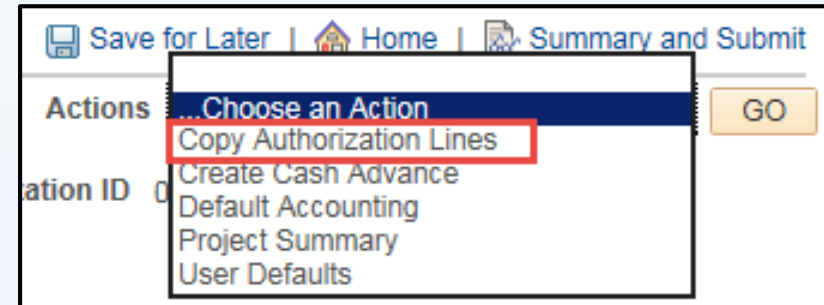 Save for Later | Home | Summary and Submit
Actions ...Choose an Action GO
Copy Authorization Lines
Create Cash Advance
ation ID 0
Default Accounting
Project Summary
User Defaults